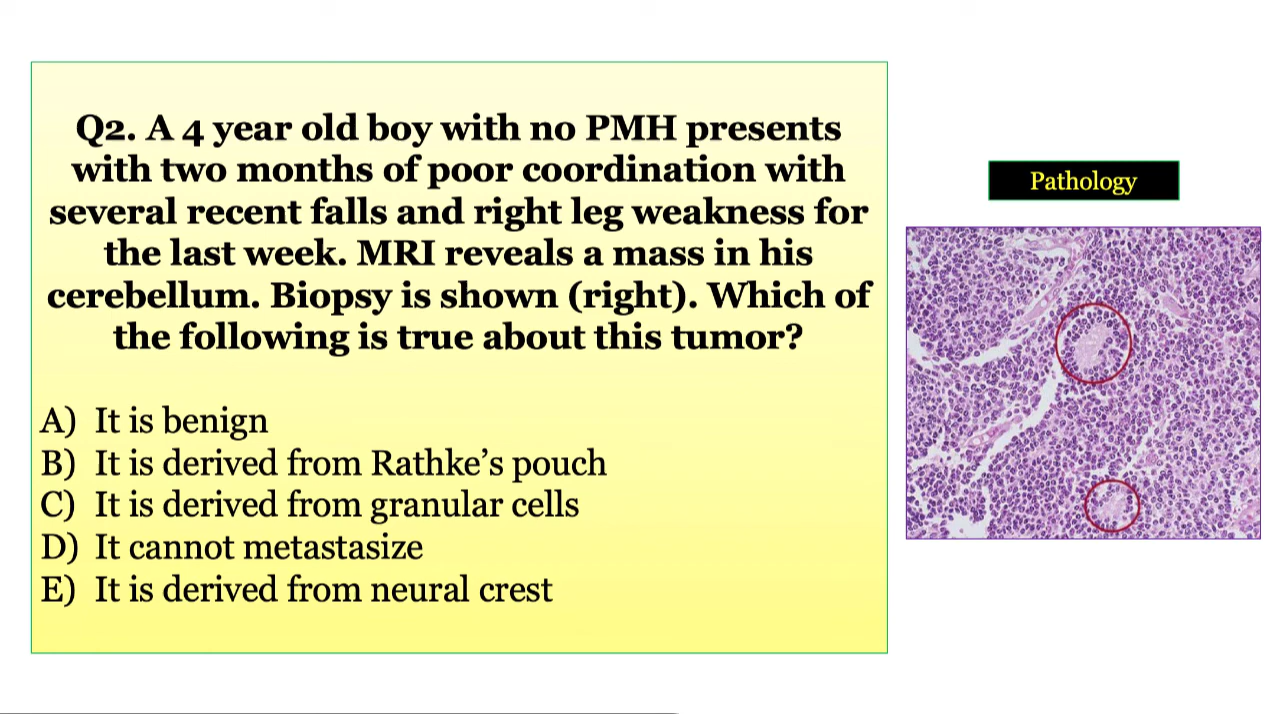 Q2. A 4 year old boy with no PMH presents
with two months of poor coordination with
several recent falls and right leg weakness for
the last week. MRI reveals a mass in his
cerebellum. Biopsy is shown (right). Which of
the following is true about this tumor?
A) It is benign
B) It is derived from Rathke’s pouch
C) It is derived from granular cells
D) It cannot metastasize
E) It is derived from neural crest
Pathology